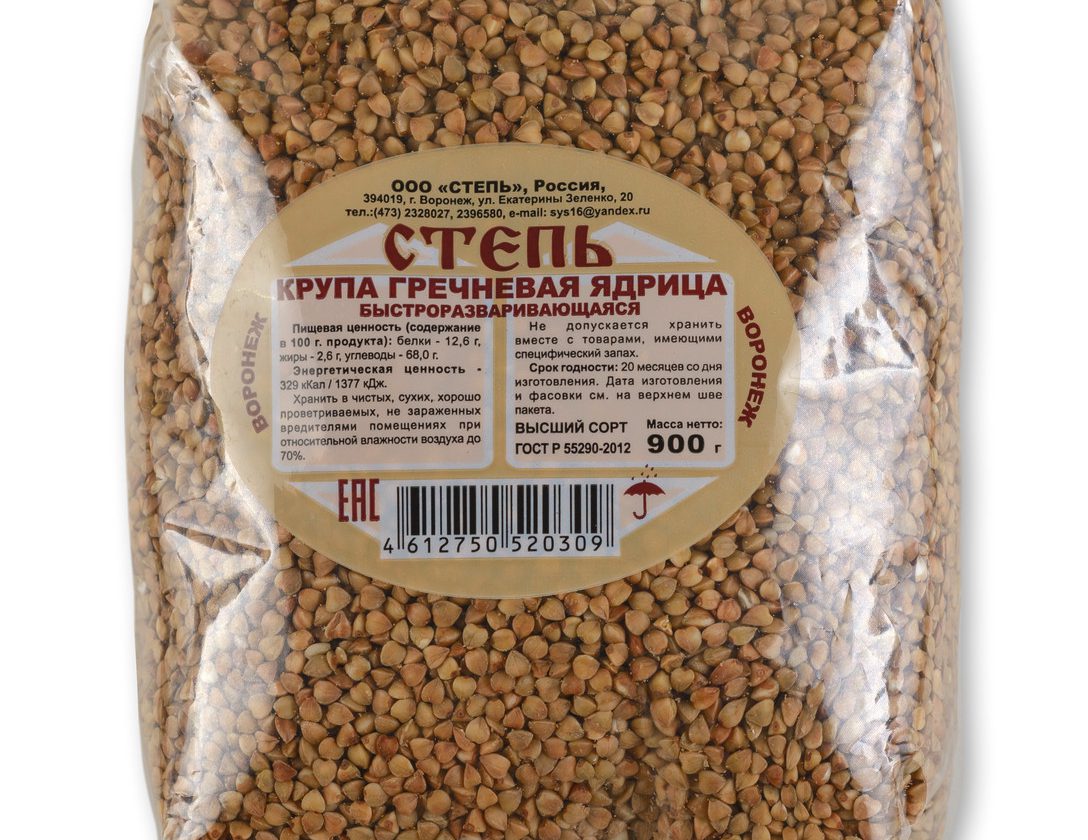 ООО «СТЕПЬ», Россия,
394019, г. Воронеж, ул. Екатерины Зеленко, 20
тел.:(473) 2328027, 2396580, e-mail: sys16@yandex.ru
СТЕПЬ
КРУПА ГРЕЧНЕВАЯ ЯДРИЦА
БЫСТРОРАЗВАРИВАЮЩАЯСЯ
ВОРОНЕЖ
Пищевая ценность (содержание
в 100 г. продукта): белки - 12,6 г,
жиры - 2,6 г, углеводы - 68,0 г.
Энергетическая ценность -
329 кКал / 1377 кДж.
Хранить в чистых, сухих, хорошо
проветриваемых, не зараженных
вредителями помещениях при
относительной влажности воздуха до
70%.
Не допускается хранить
вместе с товарами, имеющими
специфический запах.
Срок годности: 20 месяцев со дня
изготовления. Дата изготовления
и фасовки см. на верхнем шве
пакета.
ВЫСШИЙ СОРТ
ГОСТ Р 55290-2012
Масса нетто:
900 г
ВОРОНЕЖ
ЕАС
4 612750 520309